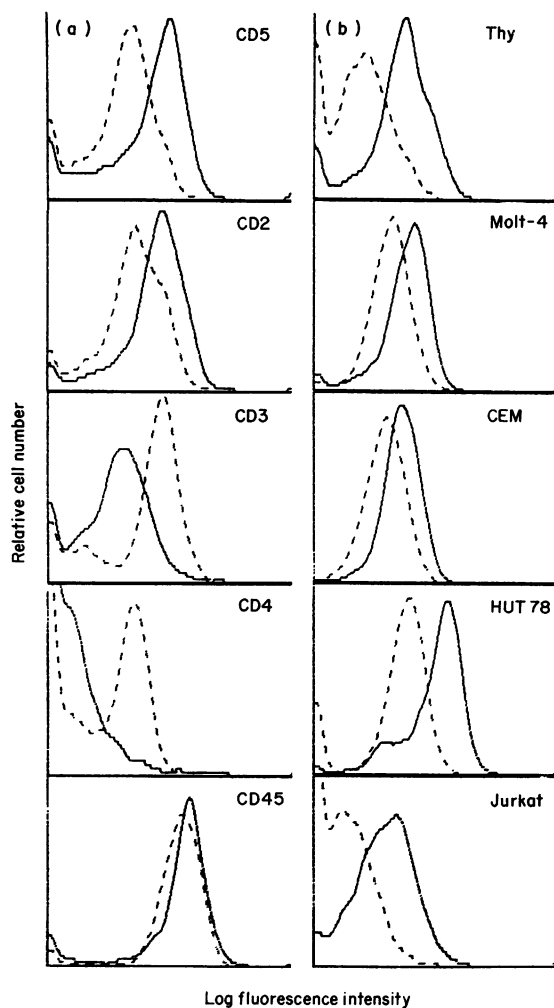 (a)
CD5
(b)
Thy
CD2
Molt-4
CD3
CEM
CD4
HUT 78
CD45
Jurkat
Relative cell number
Log fluorescence intensity